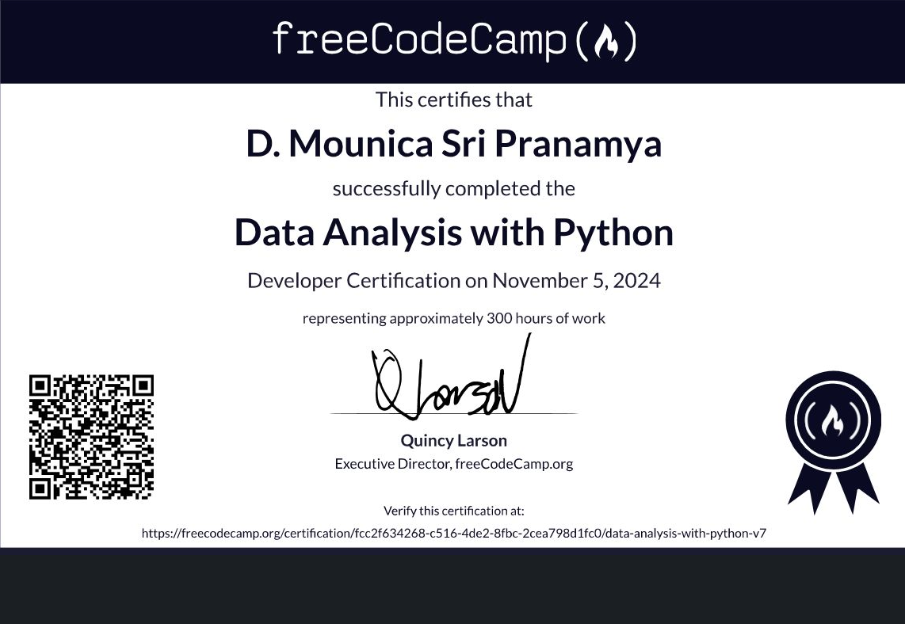 freeCodeCamp
This certifies that
D. Mounica Sri Pranamya
successfully completed the
Data Analysis with Python
Developer Certification on November 5, 2024
representing approximately 300 hours of work
QLarson
Quincy Larson
Executive Director, freeCodeCamp.org
Verify this certification at:
https://freecodecamp.org/certification/fcc2f634268-c516-4de2-8fbc-2cea798d1fc0/data-analysis-with-python-v7